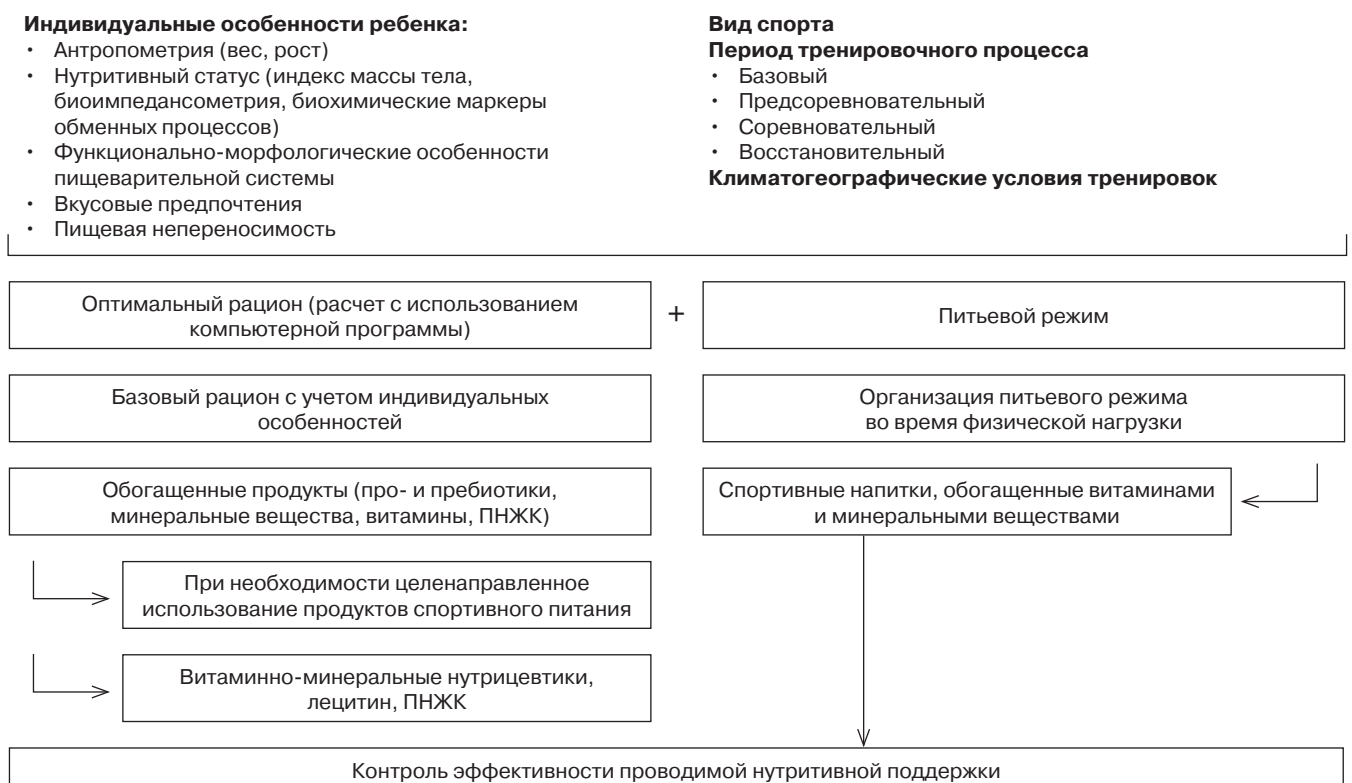 Индивидуальные особенности ребенка:
• Антропометрия (вес, рост)
• Нутритивный статус (индекс массы тела,
биоимпедансометрия, биохимические маркеры
обменных процессов)
• Функционально-морфологические особенности
пищеварительной системы
• Вкусовые предпочтения
• Пищевая непереносимость
Вид спорта
Период тренировочного процесса
• Базовый
• Предсоревновательный
• Соревновательный
• Восстановительный
Климатогеографические условия тренировок
Оптимальный рацион (расчет с использованием
компьютерной программы)
+
Питьевой режим
Базовый рацион с учетом индивидуальных
особенностей
Организация питьевого режима
во время физической нагрузки
Обогащенные продукты (про- и пребиотики,
минеральные вещества, витамины, ПНЖК)
Спортивные напитки, обогащенные витаминами
и минеральными веществами
При необходимости целенаправленное
использование продуктов спортивного питания
Витаминно-минеральные нутрицевтики,
лецитин, ПНЖК
Контроль эффективности проводимой нутритивной поддержки